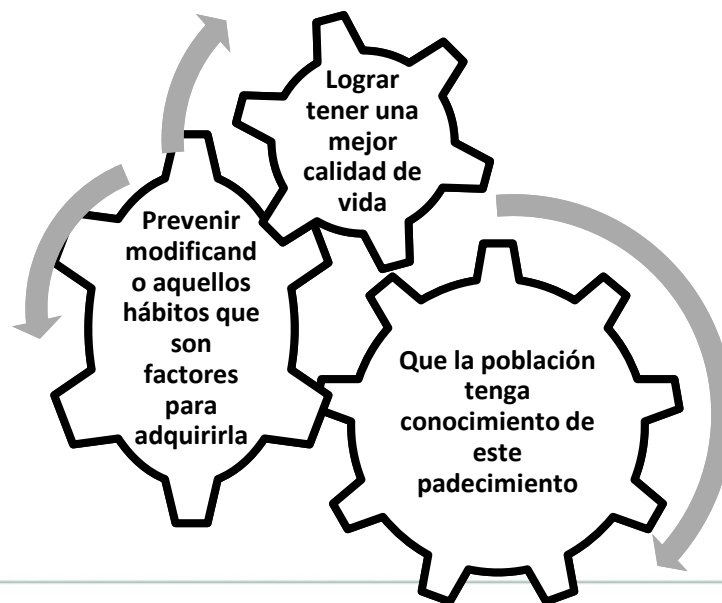 Lograr
tener una
mejor
calidad de
vida
Prevenir
modificand
o aquellos
hábitos que
son
factores
para
adquirirla
Que la población
tenga
conocimiento de
este
padecimiento